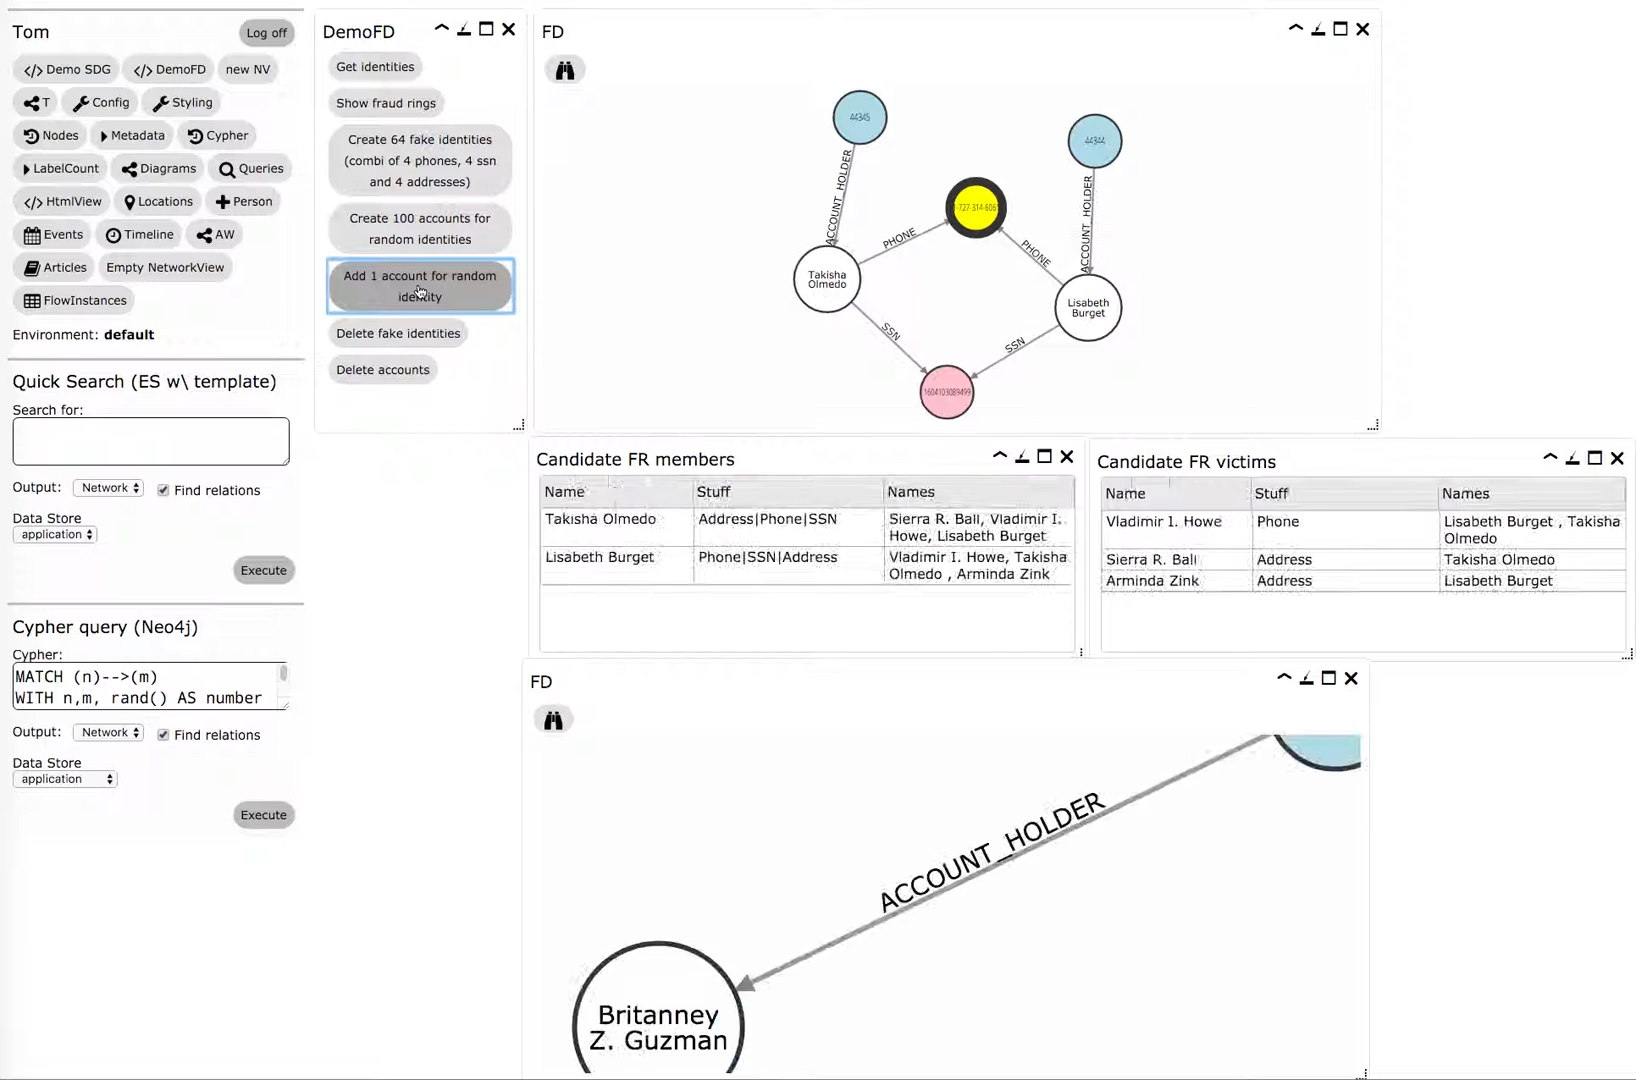 Tom
Log off
Demo SDG
DemoFD
new NV
T
Config
Styling
Nodes
Metadata
Cypher
LabelCount
Diagrams
Queries
HtmlView
Locations
Person
Events
Timeline
AW
Articles
Empty NetworkView
FlowInstances
Environment: default
Quick Search (ES w\ template)
Search for:
Output: Network Find relations
Data Store
application
Execute
Cypher query (Neo4j)
Cypher:
MATCH (n)-->(m)
WITH n,m, rand() AS number
Output: Network Find relations
Data Store
application
Execute
DemoFD
Get identities
Show fraud rings
Create 64 fake identities
(combi of 4 phones, 4 ssn
and 4 addresses)
Create 100 accounts for
random identities
Add 1 account for random
identity
Delete fake identities
Delete accounts
FD
44345
44344
ACCOUNT_HOLDER
ACCOUNT_HOLDER
PHONE
PHONE
Takisha
Olmedo
Lisabeth
Burget
SSN
SSN
1604103089499
Candidate FR members
Name Stuff Names
Takisha Olmedo Address|Phone|SSN Sierra R. Ball, Vladimir I.
Howe, Lisabeth Burget
Lisabeth Burget Phone|SSN|Address Vladimir I. Howe, Takisha
Olmedo , Arminda Zink
Candidate FR victims
Name Stuff Names
Vladimir I. Howe Phone Lisabeth Burget , Takisha
Olmedo
Sierra R. Ball Address Takisha Olmedo
Arminda Zink Address Lisabeth Burget
FD
ACCOUNT_HOLDER
Britanney
Z. Guzman